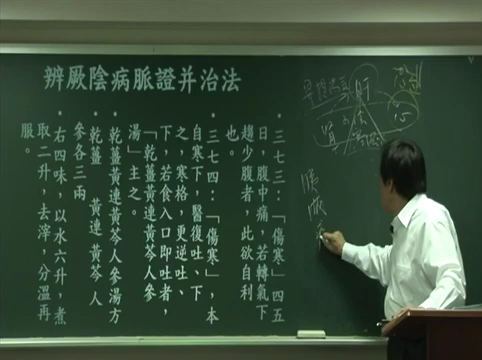 辨厥陰病脈證并治法
• 三七三：「傷寒」四五
日，腹中痛，若轉氣下
趨少腹者，此欲自利
也。
• 三七四：「傷寒」，本
自寒下，醫復吐、下
之，寒格，更逆吐、
下，若食入口即吐者，
「乾薑黃連黃芩人參
湯」主之。
• 乾薑黃連黃芩人參湯方
• 乾薑 黃連 黃芩 人
參各三兩
• 右四味，以水六升，煮
取二升，去滓，分溫再
服。
肝
心
腎
厥